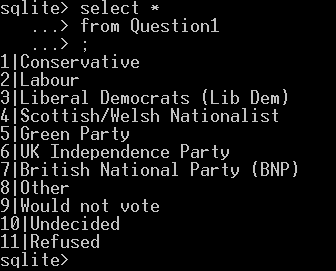 sqlite> select *
   ...> from Question1
   ...> ;
1|Conservative
2|Labour
3|Liberal Democrats (Lib Dem)
4|Scottish/Welsh Nationalist
5|Green Party
6|UK Independence Party
7|British National Party (BNP)
8|Other
9|Would not vote
10|Undecided
11|Refused
sqlite>